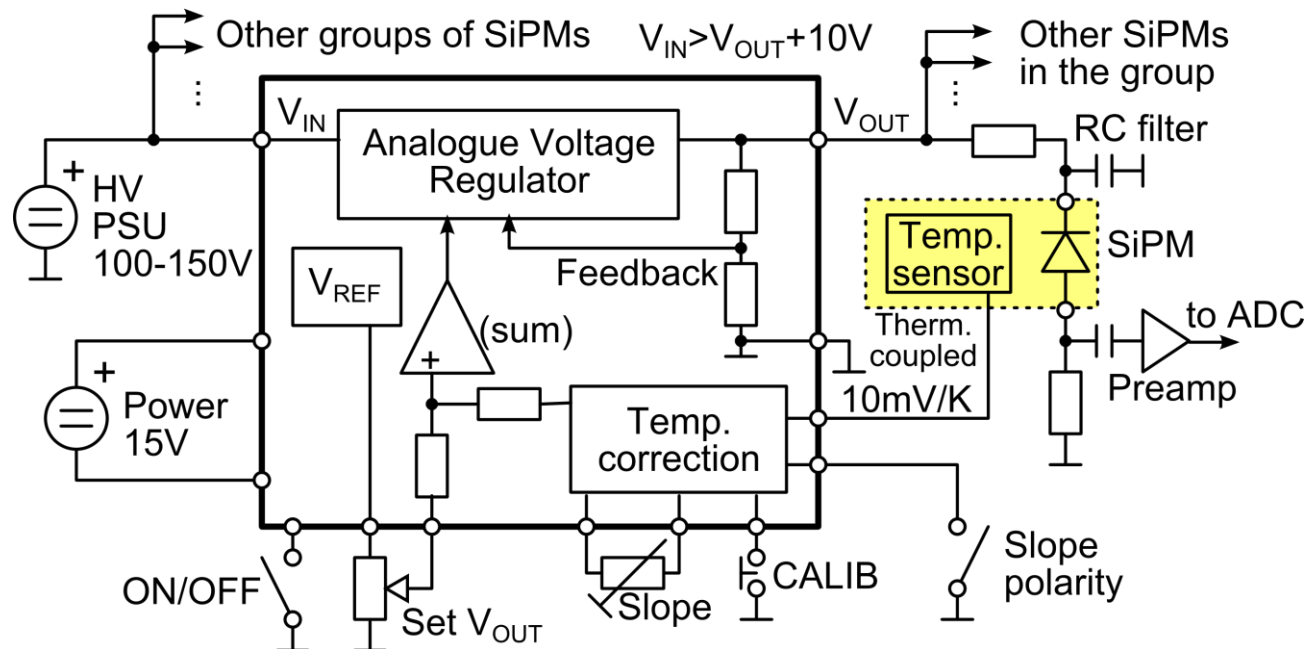 Other groups of SiPMs
V_IN>V_OUT+10V
Other SiPMs
in the group
⋮
⋮
V_IN
Analogue Voltage
Regulator
V_OUT
RC filter
+
HV
PSU
100-150V
V_REF
Feedback
Temp.
sensor
SiPM
(sum)
+
Therm.
coupled
to ADC
Preamp
10mV/K
+
Power
15V
Temp.
correction
ON/OFF
Set V_OUT
Slope
CALIB
Slope
polarity